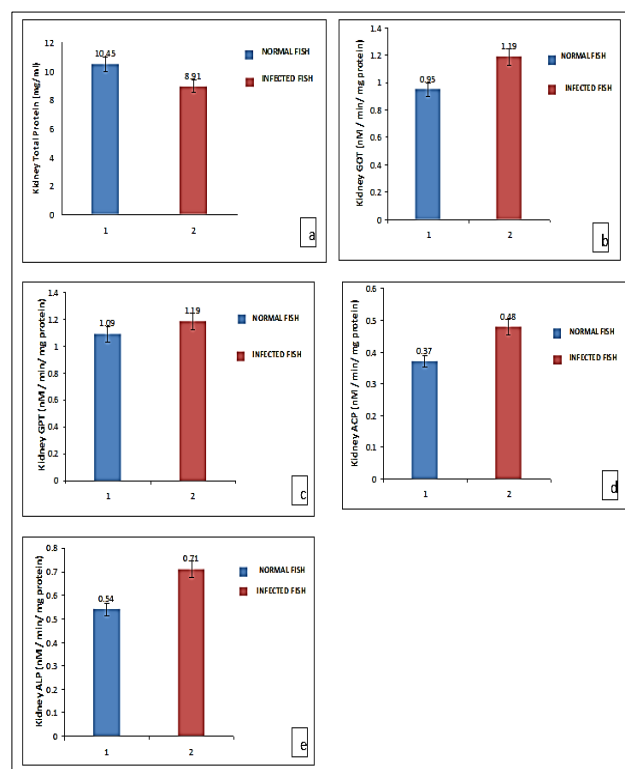 Kidney Total Protein (mg/ml)
12
10
8
6
4
2
0
10.45
8.91
1
2
NORMAL FISH
INFECTED FISH
a
Kidney GOT (nM / min/ mg protein)
1.4
1.2
1
0.8
0.6
0.4
0.2
0
0.95
1.19
1
2
NORMAL FISH
INFECTED FISH
b
Kidney GPT (nM / min/ mg protein)
1.4
1.2
1
0.8
0.6
0.4
0.2
0
1.09
1.19
1
2
NORMAL FISH
INFECTED FISH
c
Kidney ACP (nM / min/ mg protein)
0.6
0.5
0.4
0.3
0.2
0.1
0
0.37
0.48
1
2
NORMAL FISH
INFECTED FISH
d
Kidney ALP (nM / min/ mg protein)
0.8
0.7
0.6
0.5
0.4
0.3
0.2
0.1
0
0.54
0.71
1
2
NORMAL FISH
INFECTED FISH
e